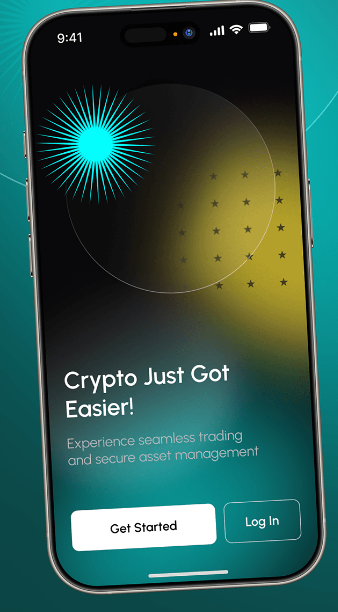 9:41
Crypto Just Got
Easier!
Experience seamless trading
and secure asset management
Get Started
Log In